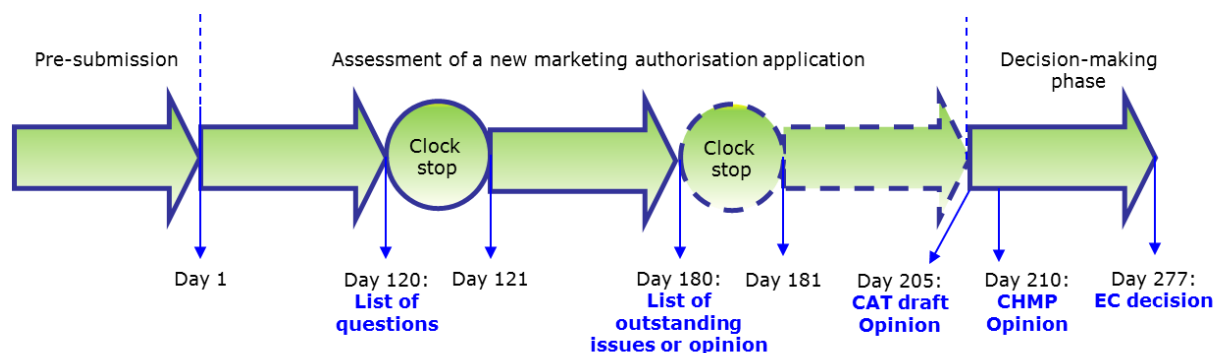 Pre-submission
Assessment of a new marketing authorisation application
Decision-making
phase
Clock
stop
Clock
stop
Day 1
Day 120:
List of
questions
Day 121
Day 180:
List of
outstanding
issues or opinion
Day 181
Day 205:
CAT draft
Opinion
Day 210:
CHMP
Opinion
Day 277:
EC decision